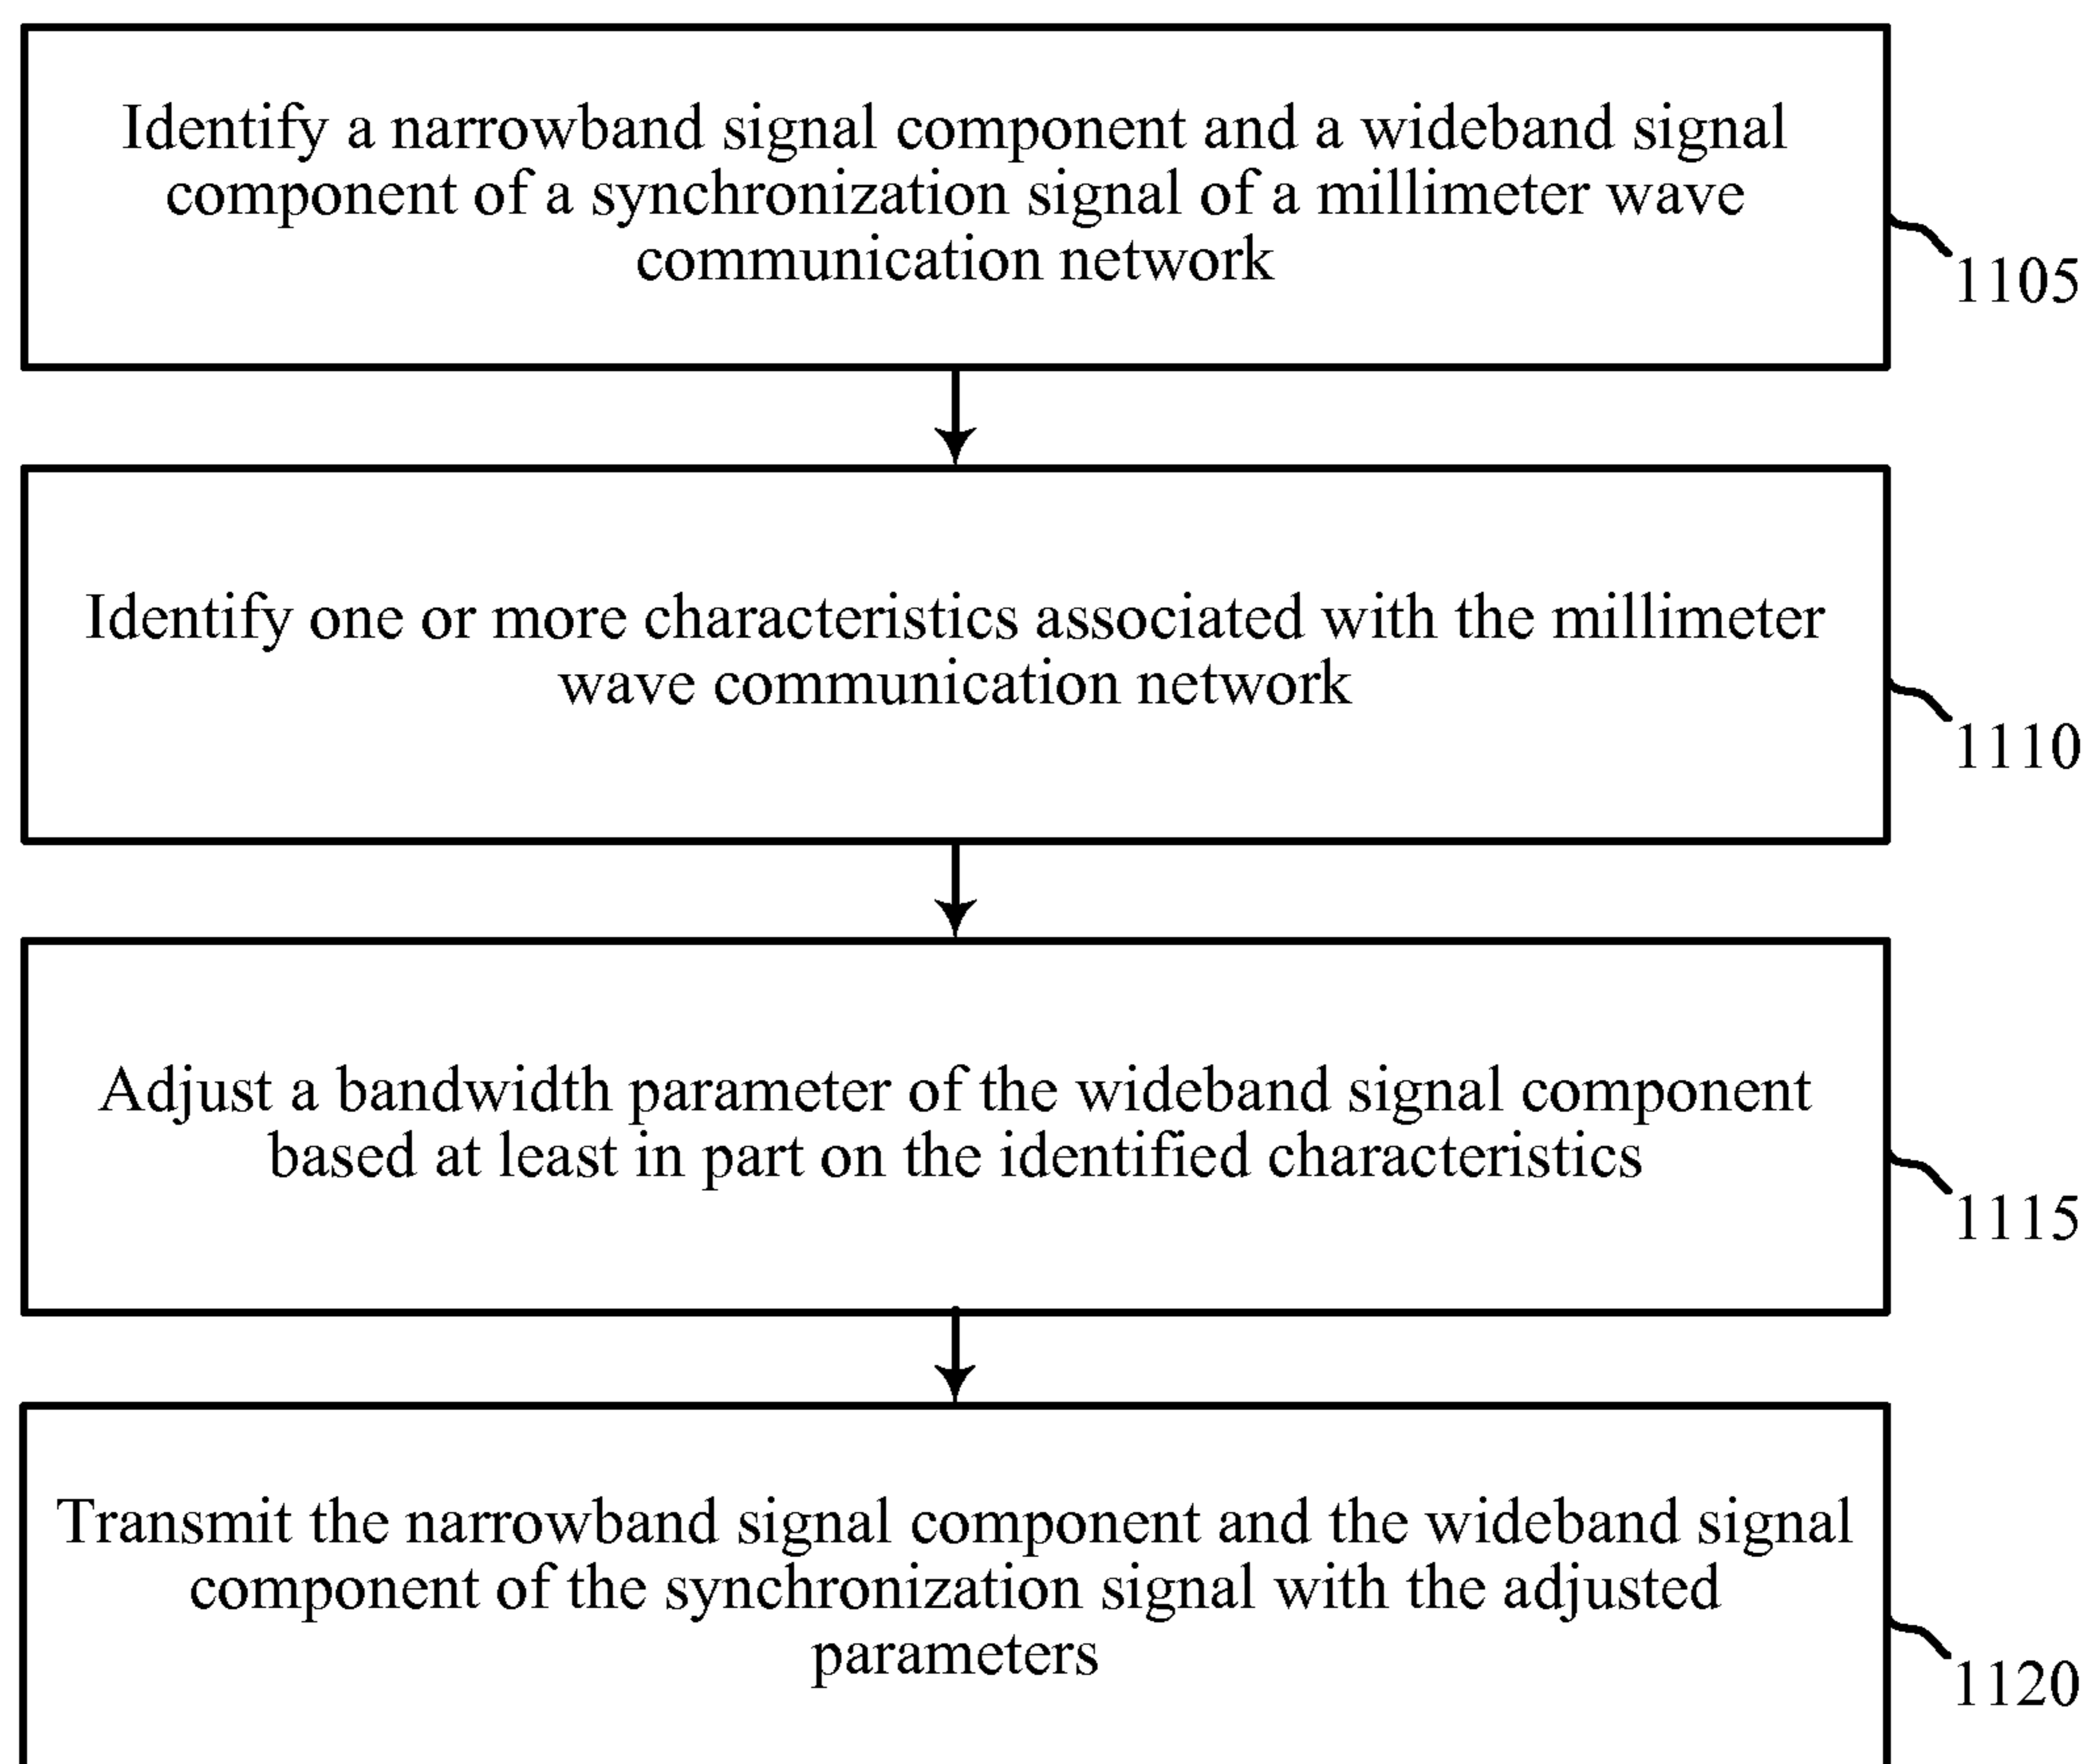 Identify a narrowband signal component and a wideband signal
component of a synchronization signal of a millimeter wave
communication network
1105
Identify one or more characteristics associated with the millimeter
wave communication network
1110
Adjust a bandwidth parameter of the wideband signal component
based at least in part on the identified characteristics
1115
Transmit the narrowband signal component and the wideband signal
component of the synchronization signal with the adjusted
parameters
1120